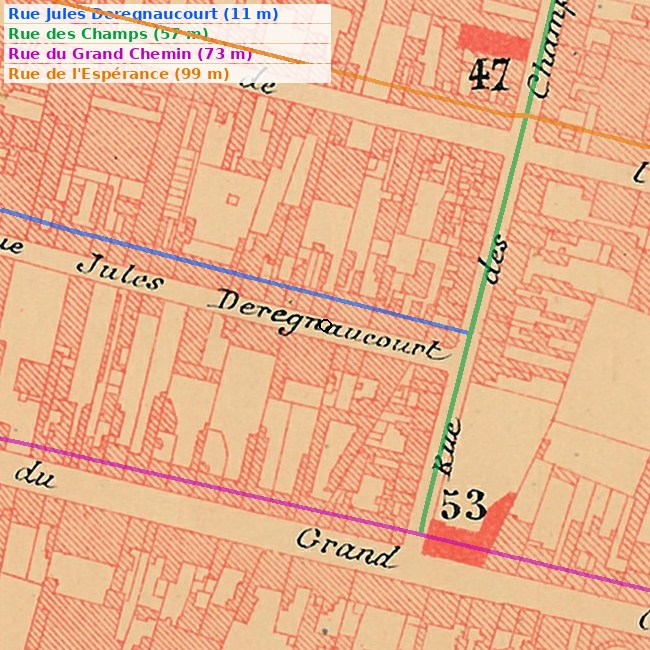 Rue Jules Deregnaucourt (11 m)
Rue des Champs (57 m)
Rue du Grand Chemin (73 m)
Rue de l'Espérance (99 m)
de
47
Champ
l
des
ue
Jules
Deregnaucourt
Rue
53
du
Grand
C